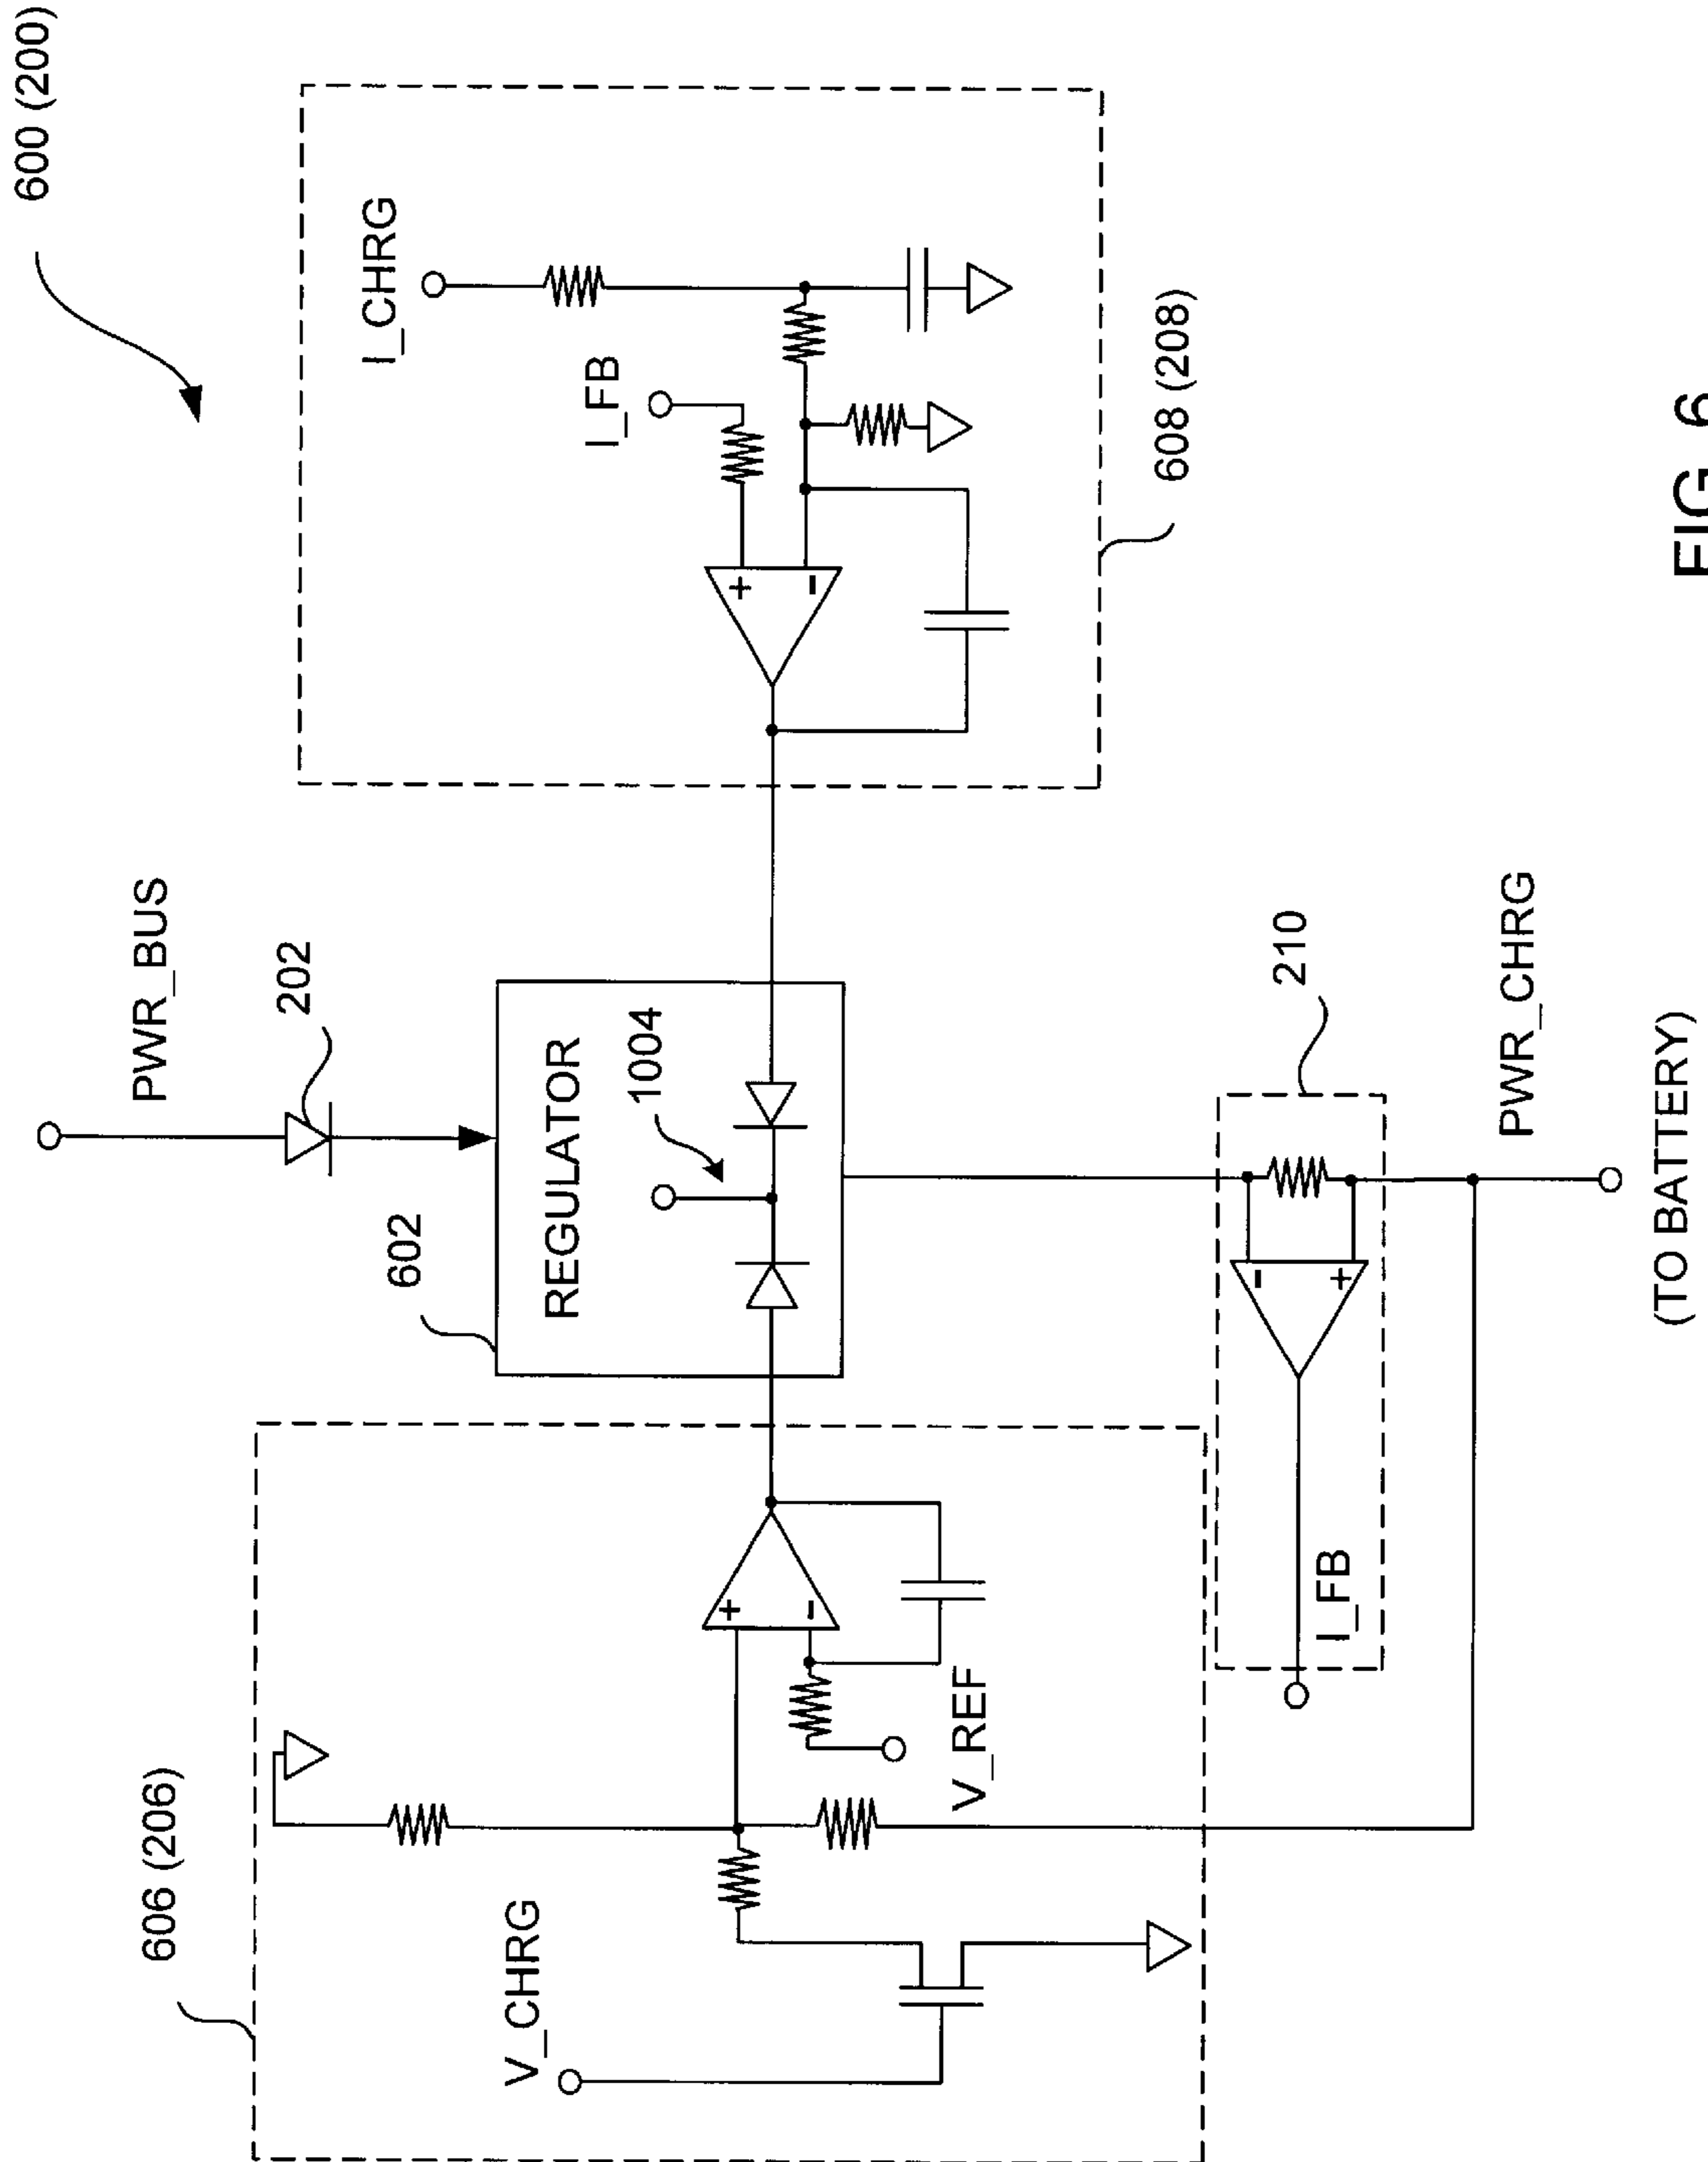 600 (200)
PWR_BUS
202
I_CHRG
I_FB
+
-
608 (208)
602
REGULATOR
1004
606 (206)
V_CHRG
+
-
V_REF
210
-
+
I_FB
PWR_CHRG
(TO BATTERY)
FIG. 6